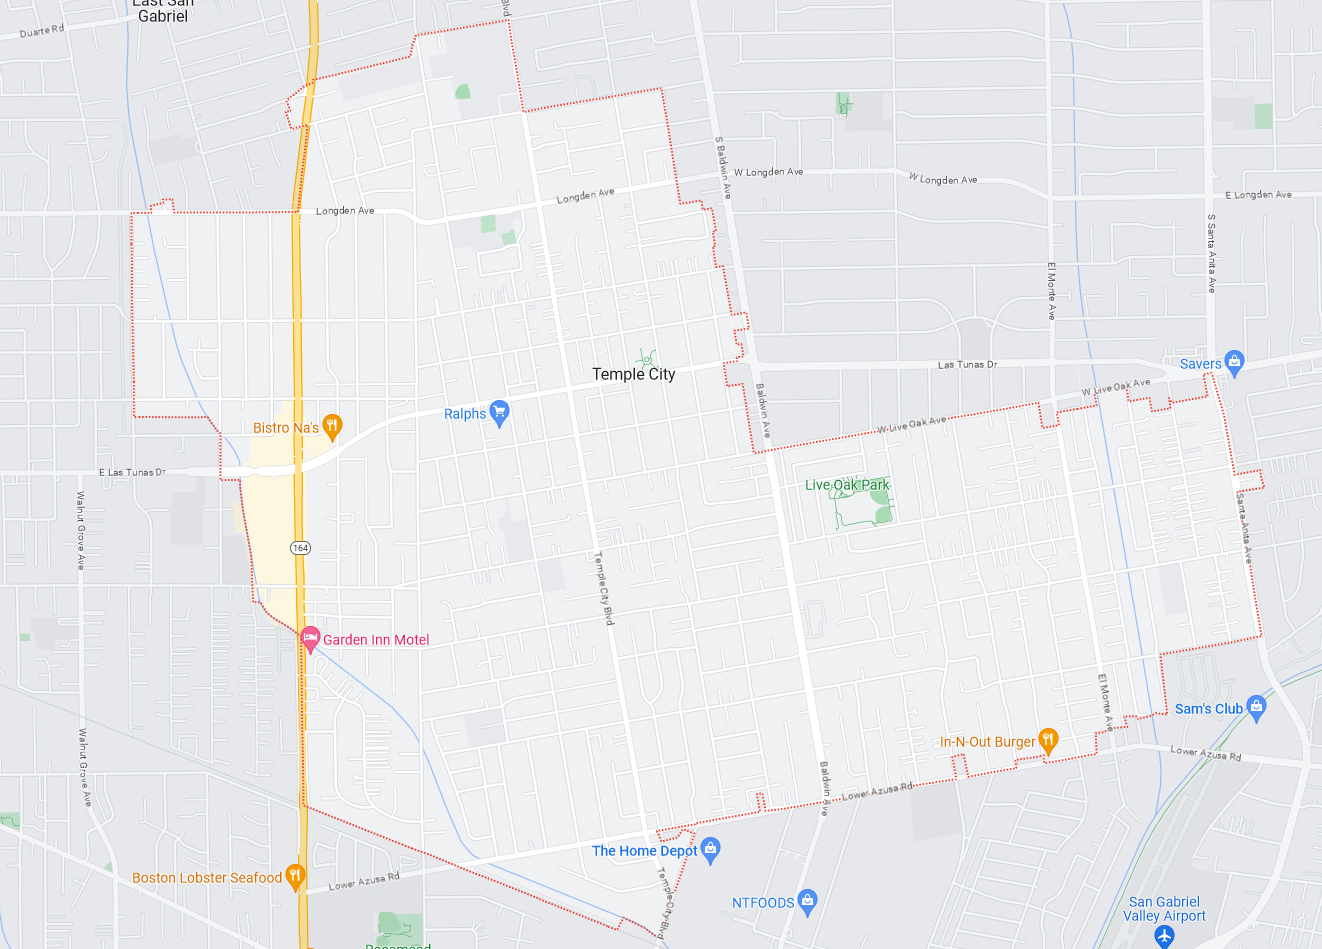 East San
Gabriel
Duarte Rd
Blvd
S Baldwin Ave
W Longden Ave
W Longden Ave
E Longden Ave
Longden Ave
Longden Ave
S Santa Anita Ave
El Monte Ave
Temple City
Las Tunas Dr
Savers
W Live Oak Ave
Ralphs
Bistro Na's
Baldwin Ave
W Live Oak Ave
E Las Tunas Dr
Live Oak Park
Walnut Grove Ave
Santa Anita Ave
164
Temple City Blvd
Garden Inn Motel
El Monte Ave
Sam's Club
In-N-Out Burger
Walnut Grove Ave
Lower Azusa Rd
Baldwin Ave
Lower Azusa Rd
The Home Depot
Boston Lobster Seafood
Lower Azusa Rd
Temple City Blvd
NTFOODS
San Gabriel
Valley Airport
Rosemead